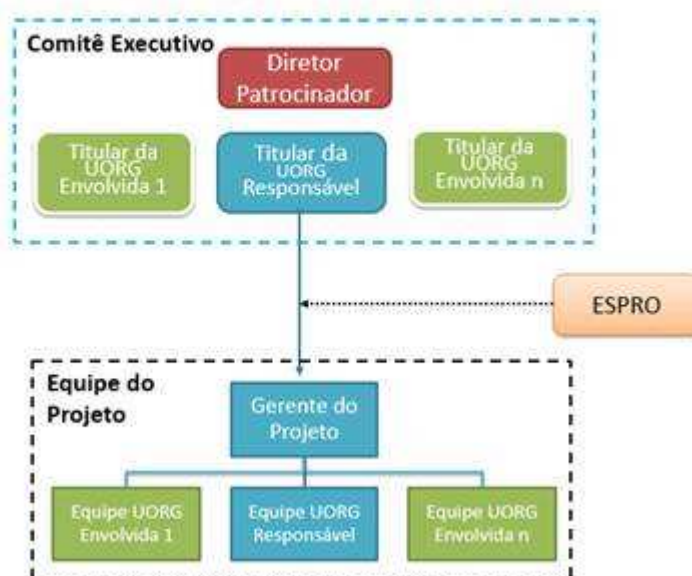 Comitê Executivo
Diretor
Patrocinador
Titular da
UORG
Envolvida 1
Titular da
UORG
Responsável
Titular da
UORG
Envolvida n
ESPRO
Equipe do
Projeto
Gerente do
Projeto
Equipe UORG
Envolvida 1
Equipe UORG
Responsável
Equipe UORG
Envolvida n